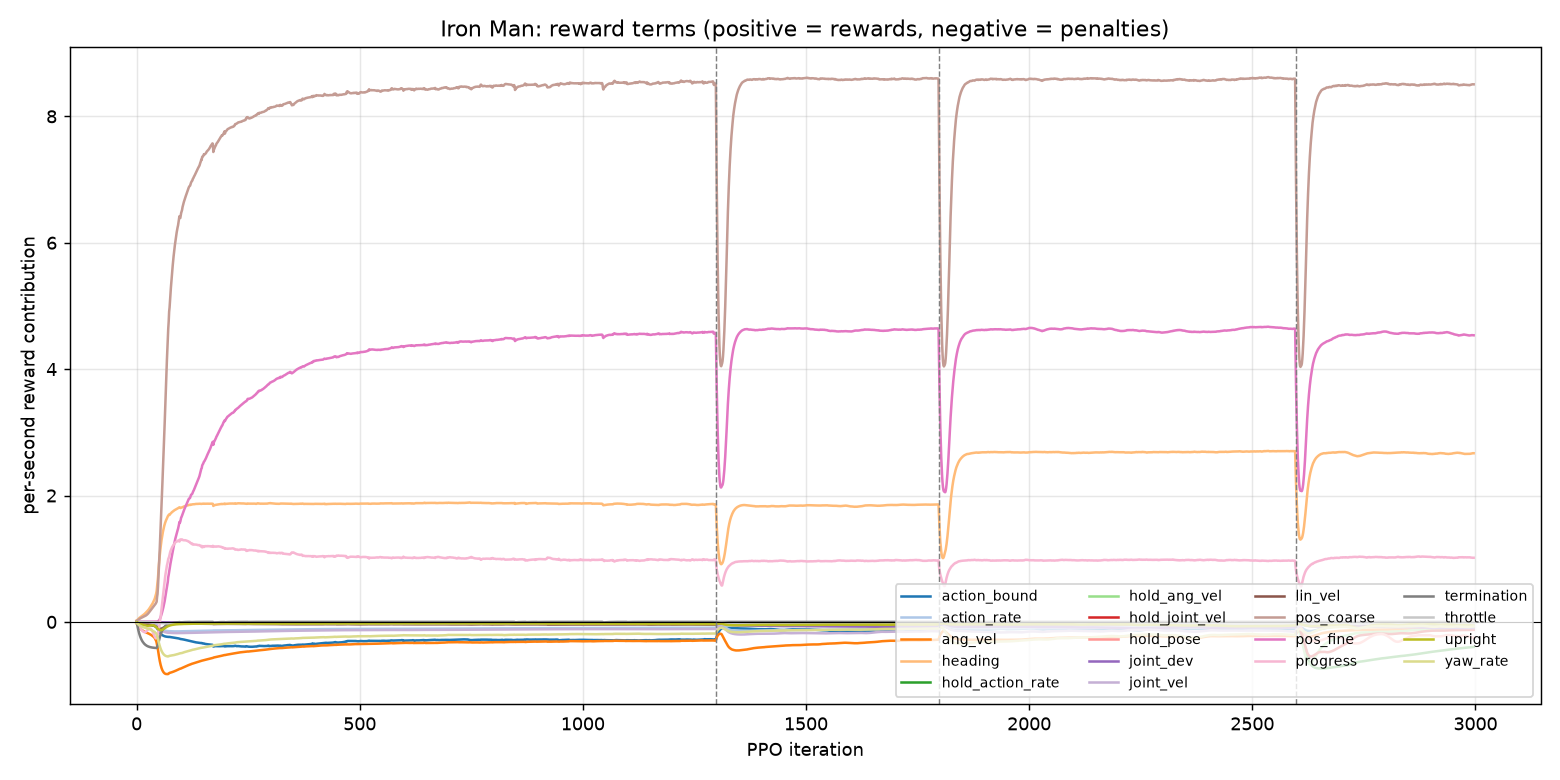 Iron Man: reward terms (positive = rewards, negative = penalties)
per-second reward contribution
8
6
4
2
0
0
500
1000
1500
2000
2500
3000
PPO iteration
action_bound
action_rate
ang_vel
heading
hold_action_rate
hold_ang_vel
hold_joint_vel
hold_pose
joint_dev
joint_vel
lin_vel
pos_coarse
pos_fine
progress
termination
throttle
upright
yaw_rate